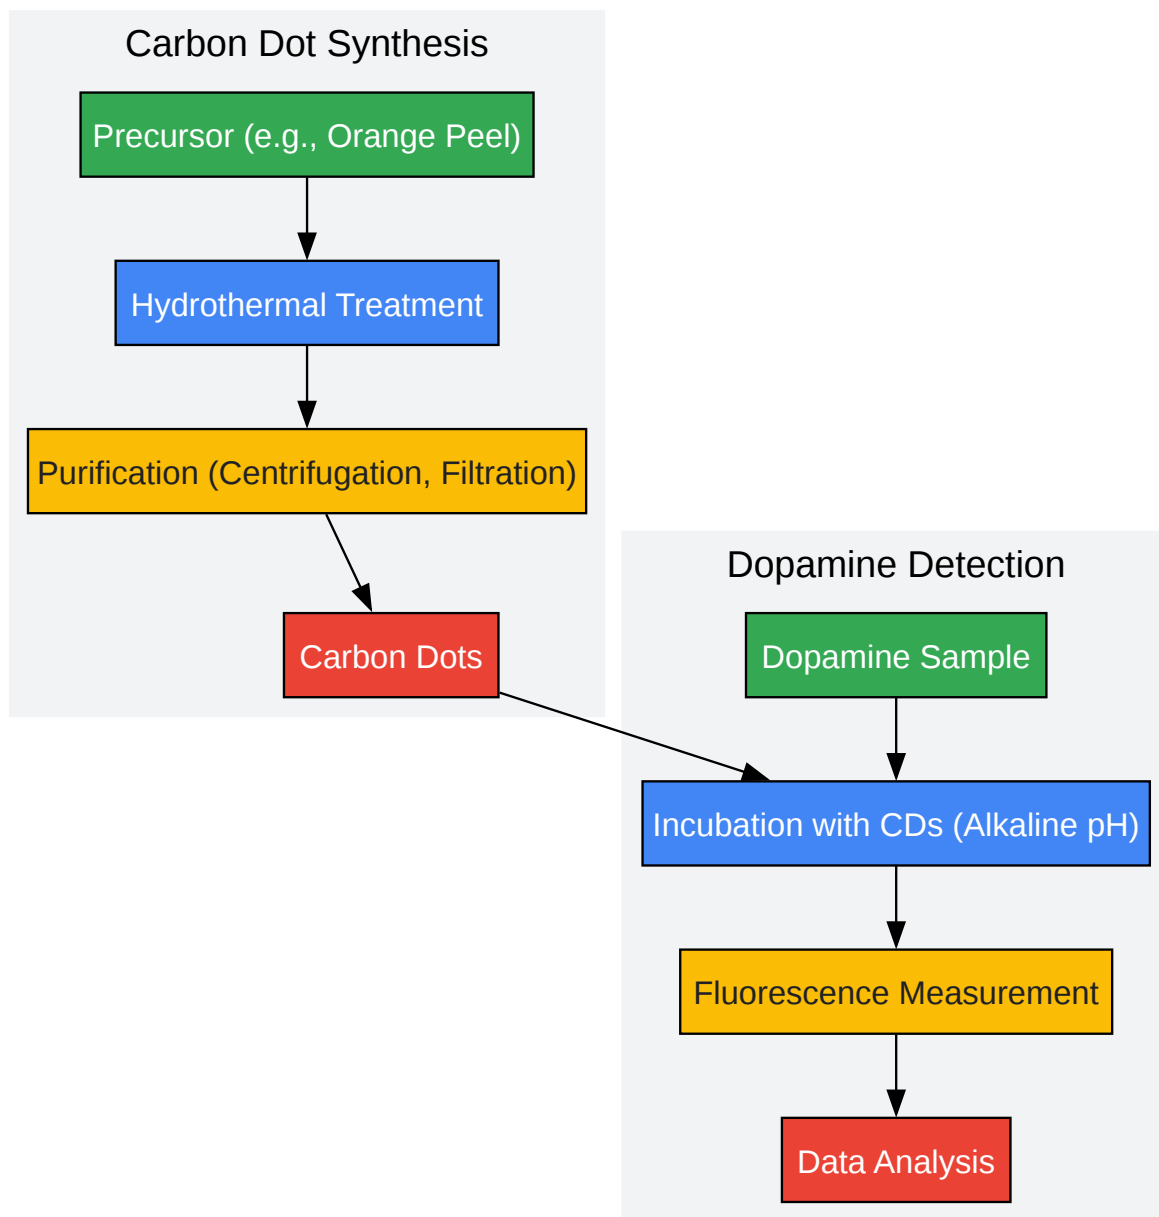 Carbon Dot Synthesis
Precursor (e.g., Orange Peel)
Hydrothermal Treatment
Purification (Centrifugation, Filtration)
Carbon Dots
Dopamine Detection
Dopamine Sample
Incubation with CDs (Alkaline pH)
Fluorescence Measurement
Data Analysis